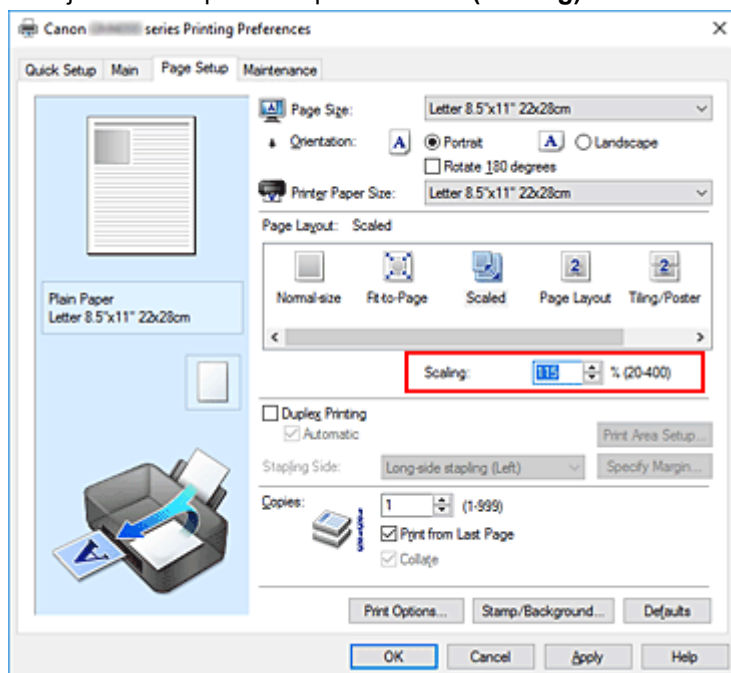 Canon series Printing Preferences
Quick Setup Main Page Setup Maintenance
Page Size: Letter 8.5"x11" 22x28cm
Orientation: A Portrait A Landscape
Rotate 180 degrees
Printer Paper Size: Letter 8.5"x11" 22x28cm
Page Layout: Scaled
2 2
Normal-size Fit-to-Page Scaled Page Layout Tiling/Poster
Plain Paper
Letter 8.5"x11" 22x28cm
Scaling: 115 % (20-400)
Duplex Printing
Automatic
Print Area Setup...
Stapling Side: Long-side stapling (Left) Specify Margin...
Copies: 1 (1-999)
Print from Last Page
Collate
A
Print Options... Stamp/Background... Defaults
OK Cancel Apply Help